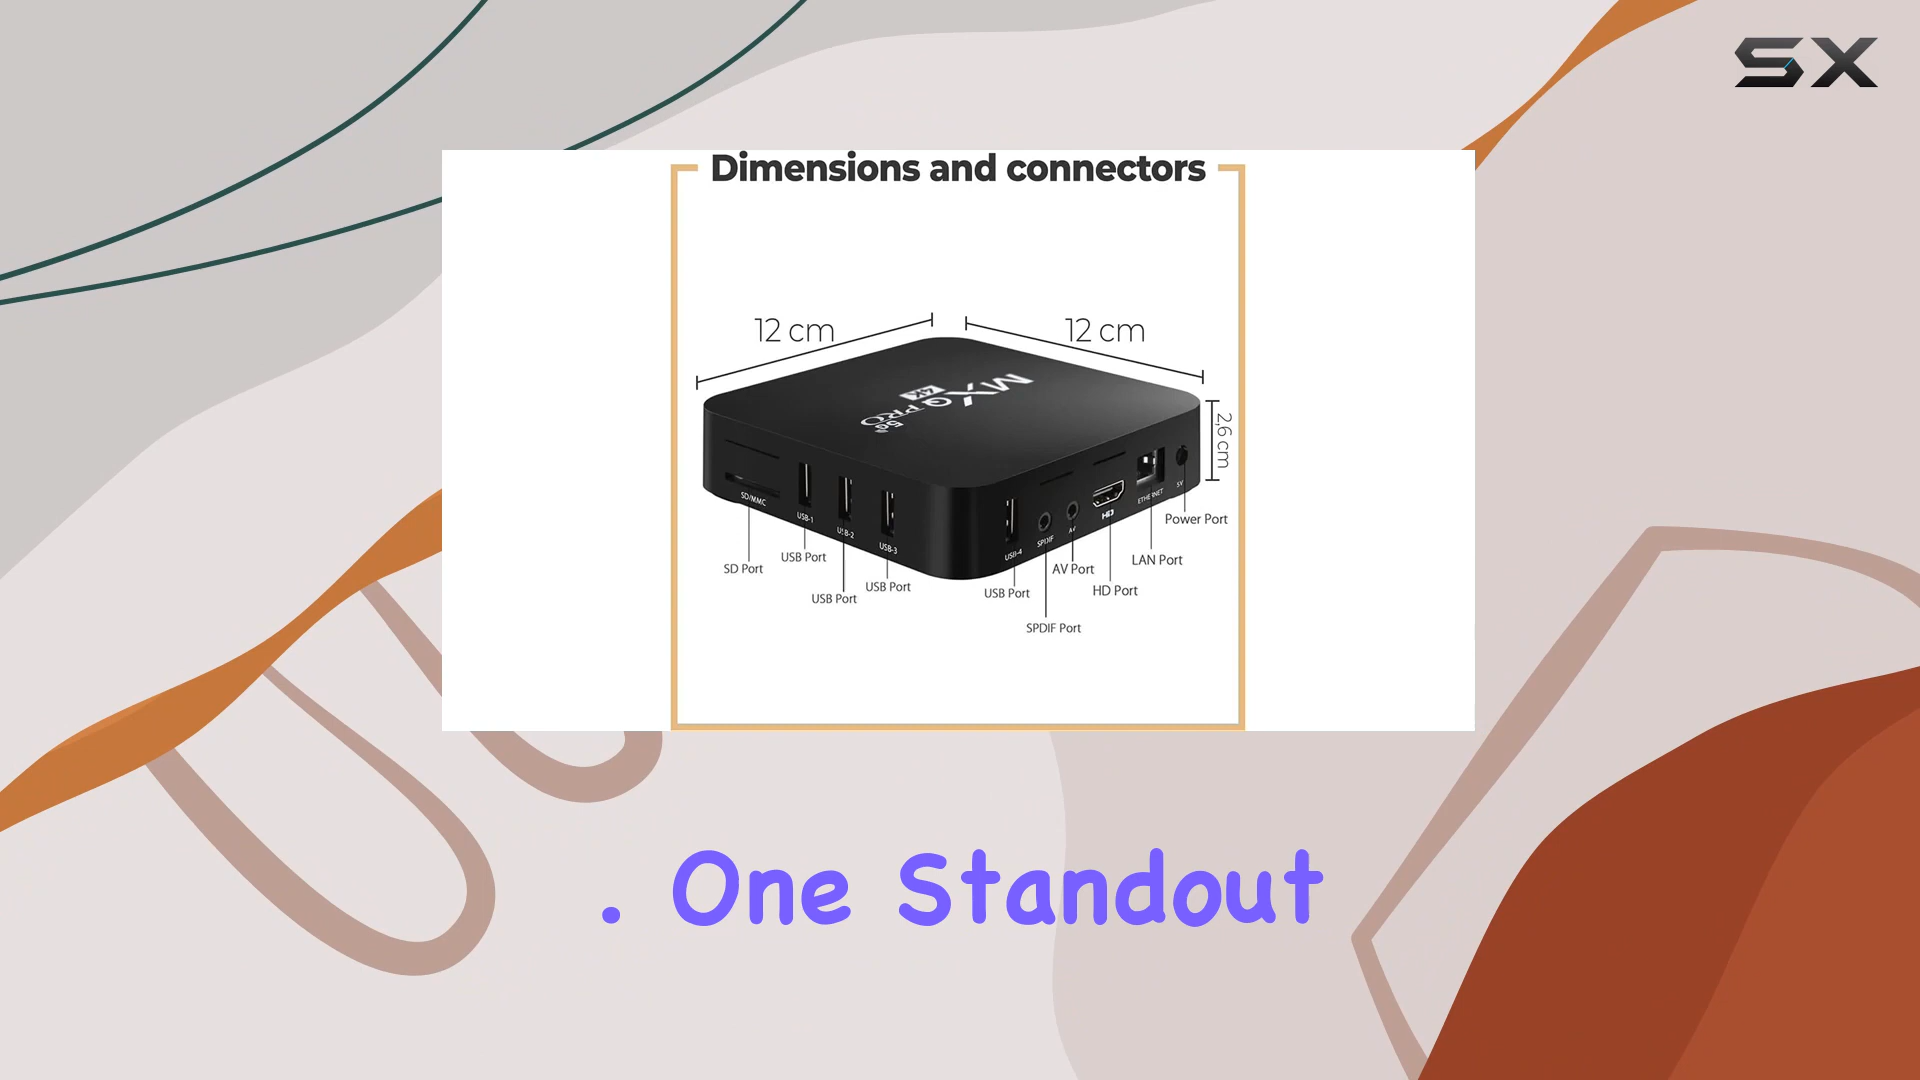 SX
Dimensions and connectors
12 cm
12 cm
2,6 cm
MXQ PRO
4K
5G
SD/MMC
USB-1
USB-2
USB-3
USB-4
SPDIF
AV
ETHERNET
5V
Power Port
LAN Port
HD Port
AV Port
SPDIF Port
USB Port
USB Port
USB Port
USB Port
SD Port
. One Standout